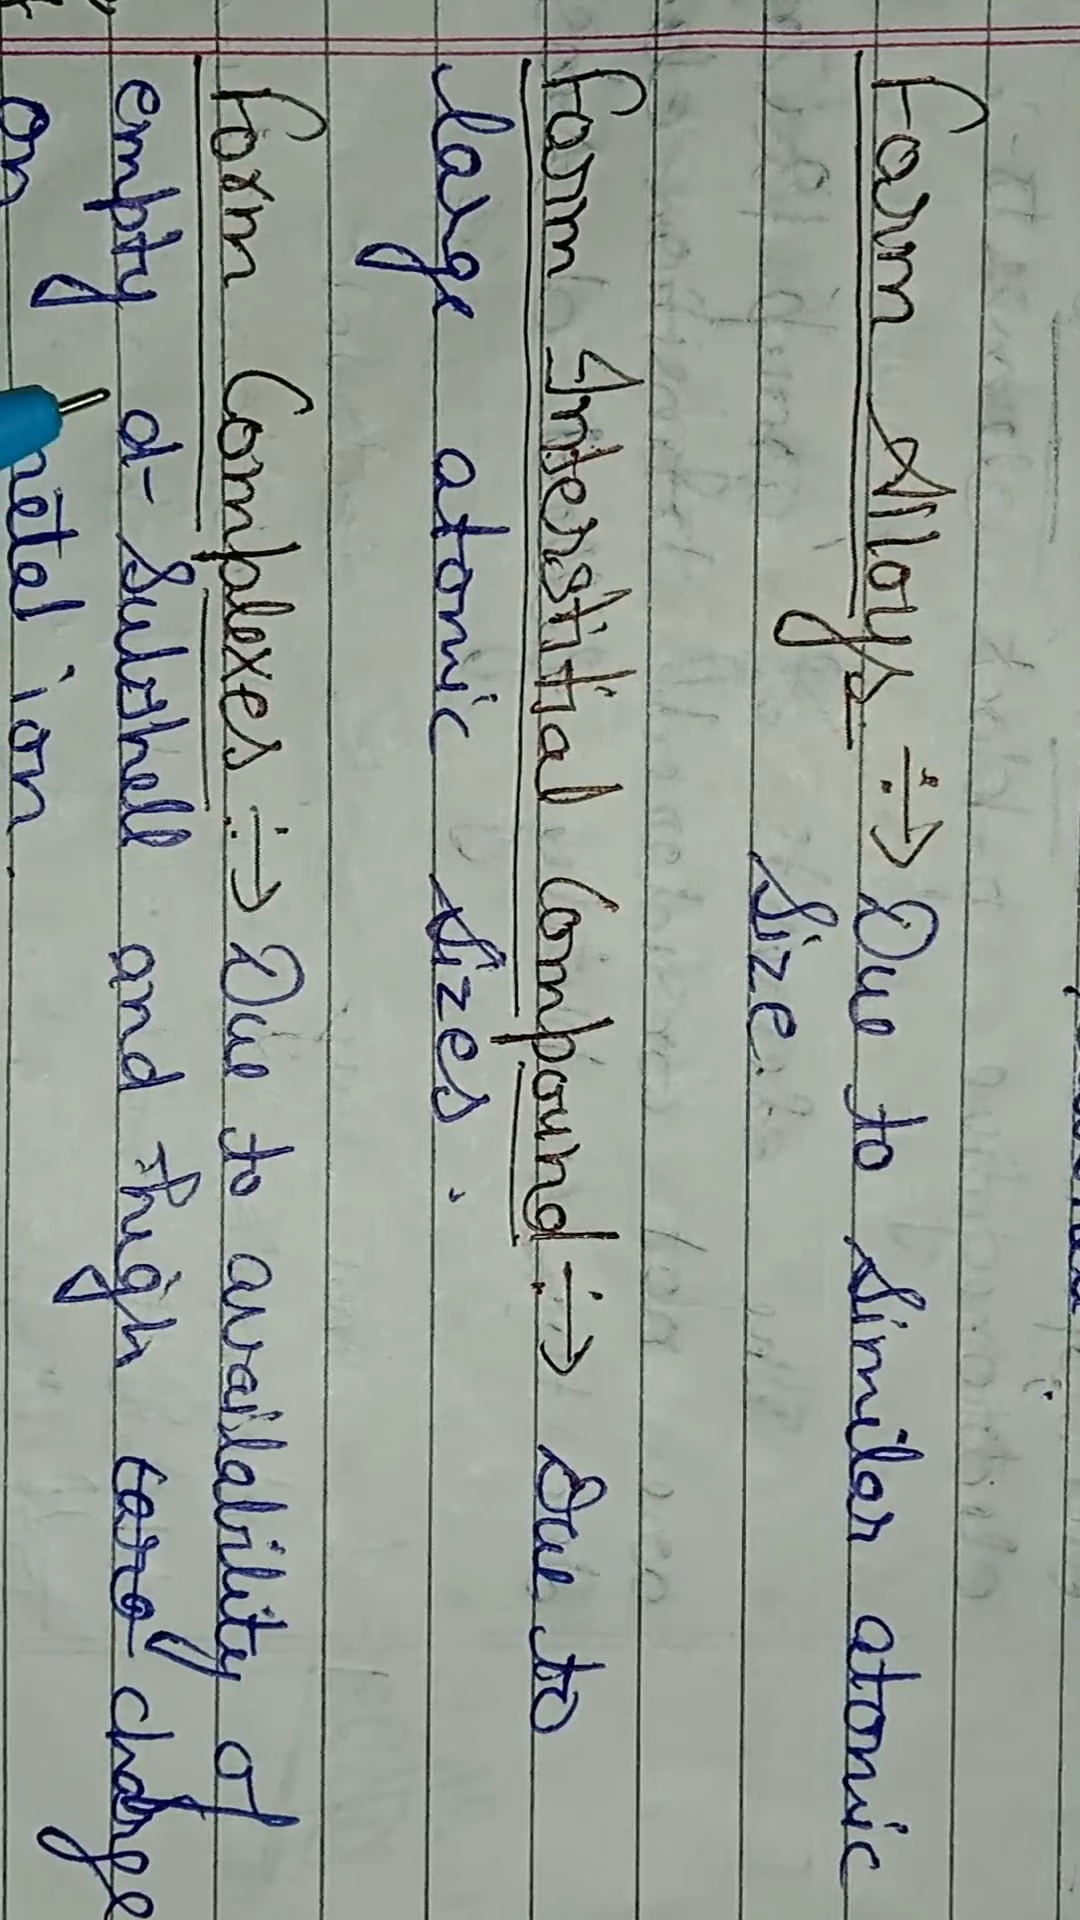 Form Alloys :→ Due to Similar atomic
Size.
Form Interstitial Compound :→ Due to
large atomic Sizes.
Form Complexes :→ Due to availability of
empty d-Subshell and high charge
on metal ion.